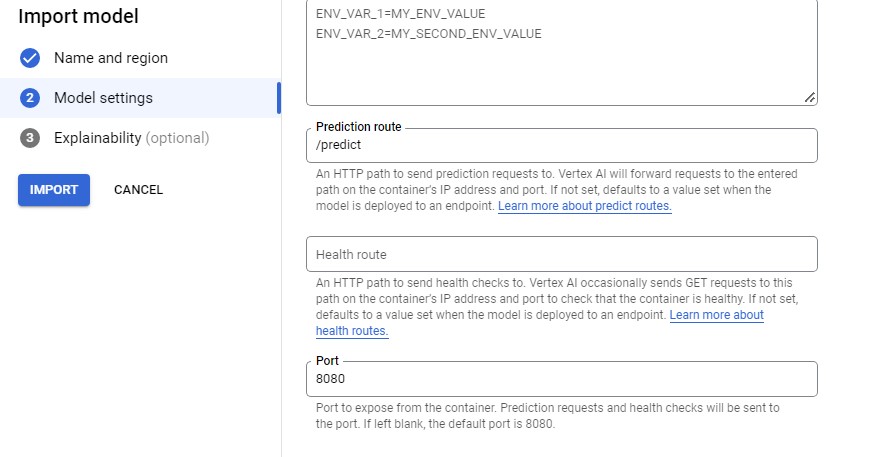 Import model
Name and region
2 Model settings
3 Explainability (optional)
IMPORT CANCEL
ENV_VAR_1=MY_ENV_VALUE
ENV_VAR_2=MY_SECOND_ENV_VALUE
Prediction route
/predict
An HTTP path to send prediction requests to. Vertex AI will forward requests to the entered
path on the container's IP address and port. If not set, defaults to a value set when the
model is deployed to an endpoint. Learn more about predict routes.
Health route
An HTTP path to send health checks to. Vertex AI occasionally sends GET requests to this
path on the container's IP address and port to check that the container is healthy. If not set,
defaults to a value set when the model is deployed to an endpoint. Learn more about
health routes.
Port
8080
Port to expose from the container. Prediction requests and health checks will be sent to
the port. If left blank, the default port is 8080.